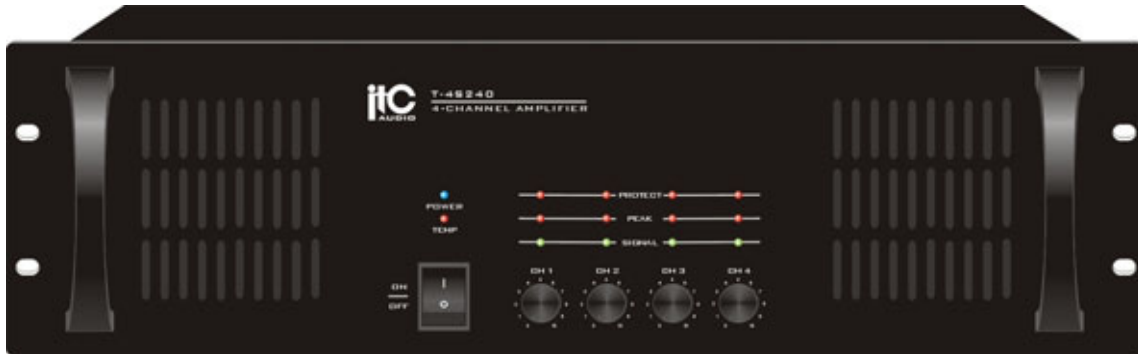 itC
AUDIO
T-4S240
4-CHANNEL AMPLIFIER
POWER
TEMP
PROTECT
PEAK
SIGNAL
ON
OFF
I
O
CH 1
CH 2
CH 3
CH 4